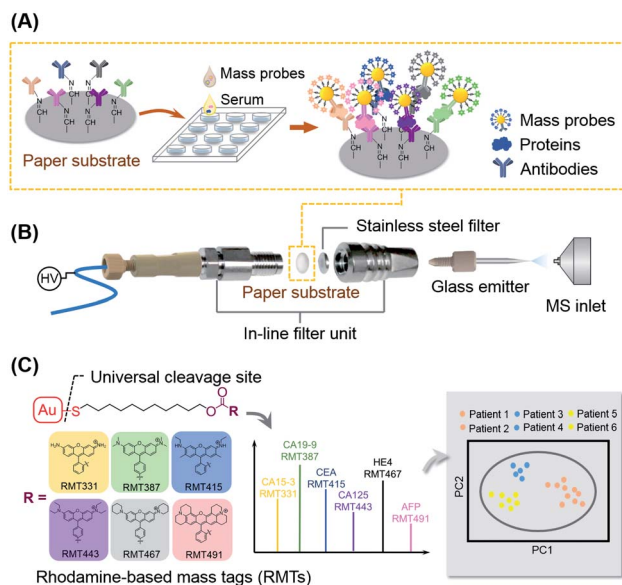 (A)
Mass probes
Serum
Paper substrate
N=CH
Mass probes
Proteins
Antibodies
(B)
HV
Stainless steel filter
Paper substrate
In-line filter unit
Glass emitter
MS inlet
(C)
Universal cleavage site
Au
S
O
O
R
R =
RMT331
RMT387
RMT415
RMT443
RMT467
RMT491
Rhodamine-based mass tags (RMTs)
CA15-3
RMT331
CA19-9
RMT387
CEA
RMT415
CA125
RMT443
HE4
RMT467
AFP
RMT491
Patient 1
Patient 3
Patient 5
Patient 2
Patient 4
Patient 6
PC2
PC1